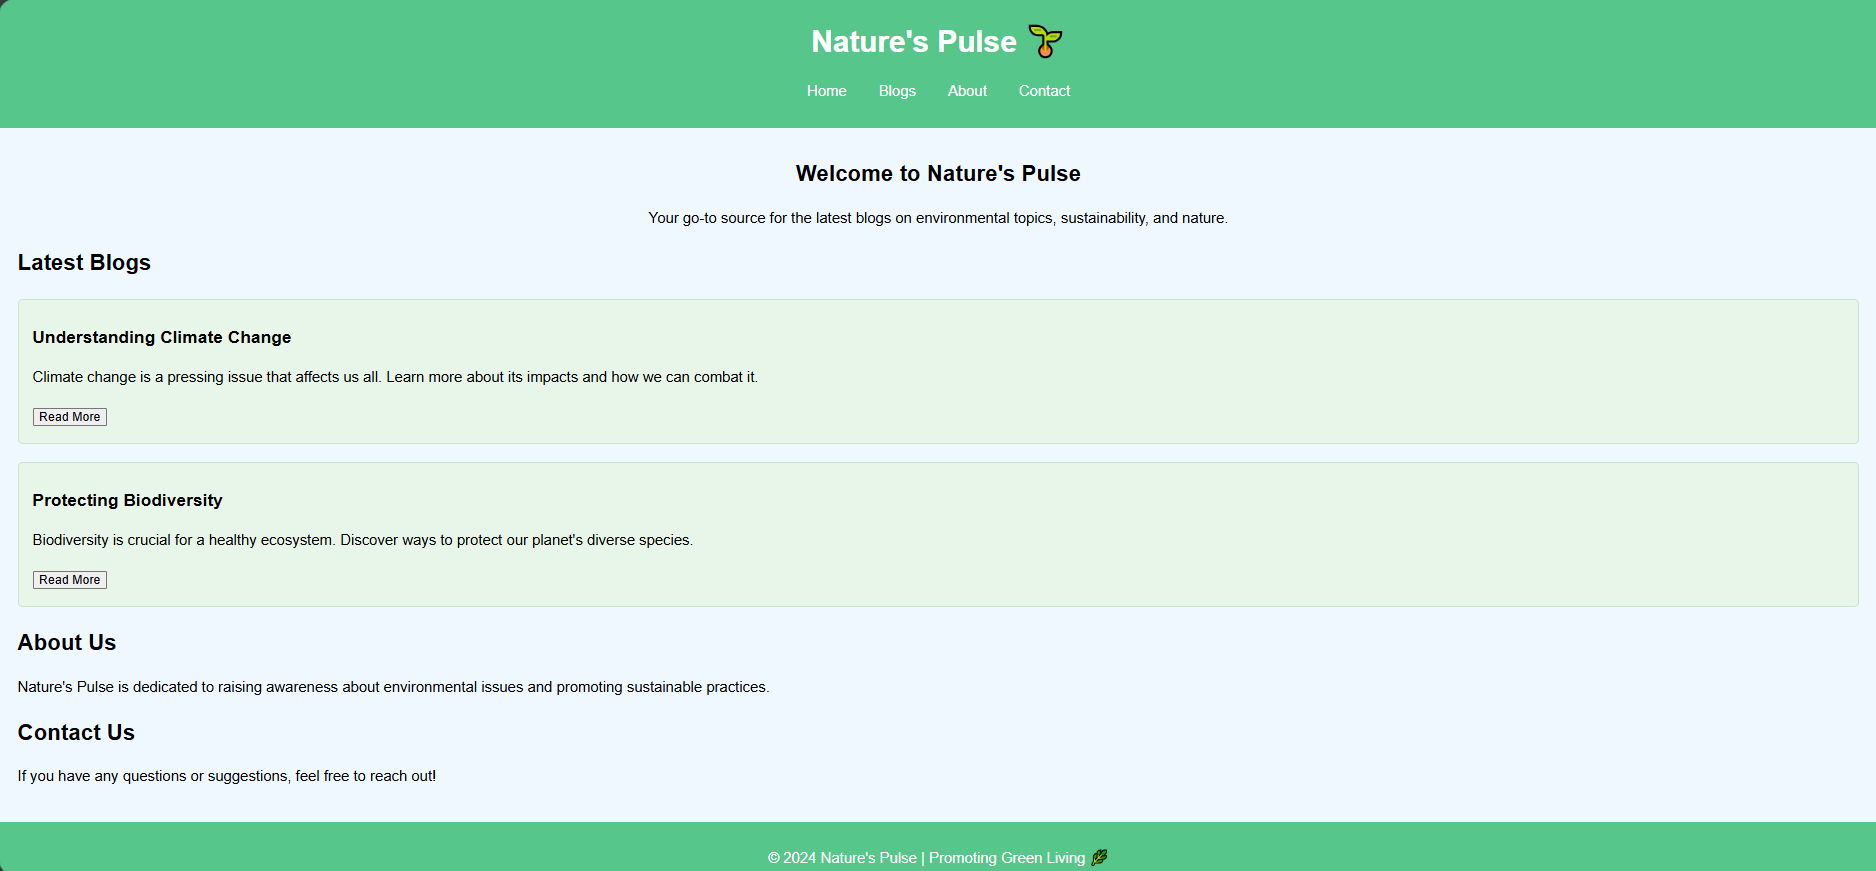 Nature's Pulse 🌱
Home Blogs About Contact
Welcome to Nature's Pulse
Your go-to source for the latest blogs on environmental topics, sustainability, and nature.
Latest Blogs
Understanding Climate Change
Climate change is a pressing issue that affects us all. Learn more about its impacts and how we can combat it.
Read More
Protecting Biodiversity
Biodiversity is crucial for a healthy ecosystem. Discover ways to protect our planet's diverse species.
Read More
About Us
Nature's Pulse is dedicated to raising awareness about environmental issues and promoting sustainable practices.
Contact Us
If you have any questions or suggestions, feel free to reach out!
© 2024 Nature's Pulse | Promoting Green Living 🌿